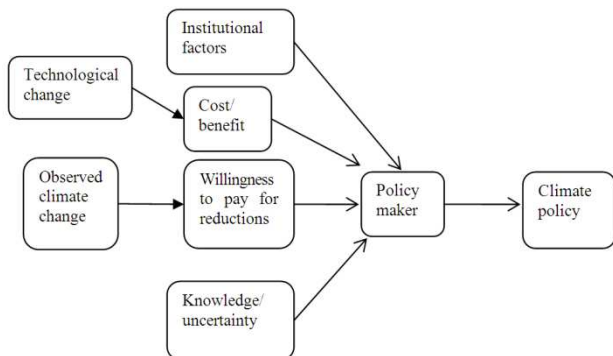 Institutional
factors
Technological
change
Cost/
benefit
Observed
climate
change
Willingness
to pay for
reductions
Policy
maker
Climate
policy
Knowledge/
uncertainty